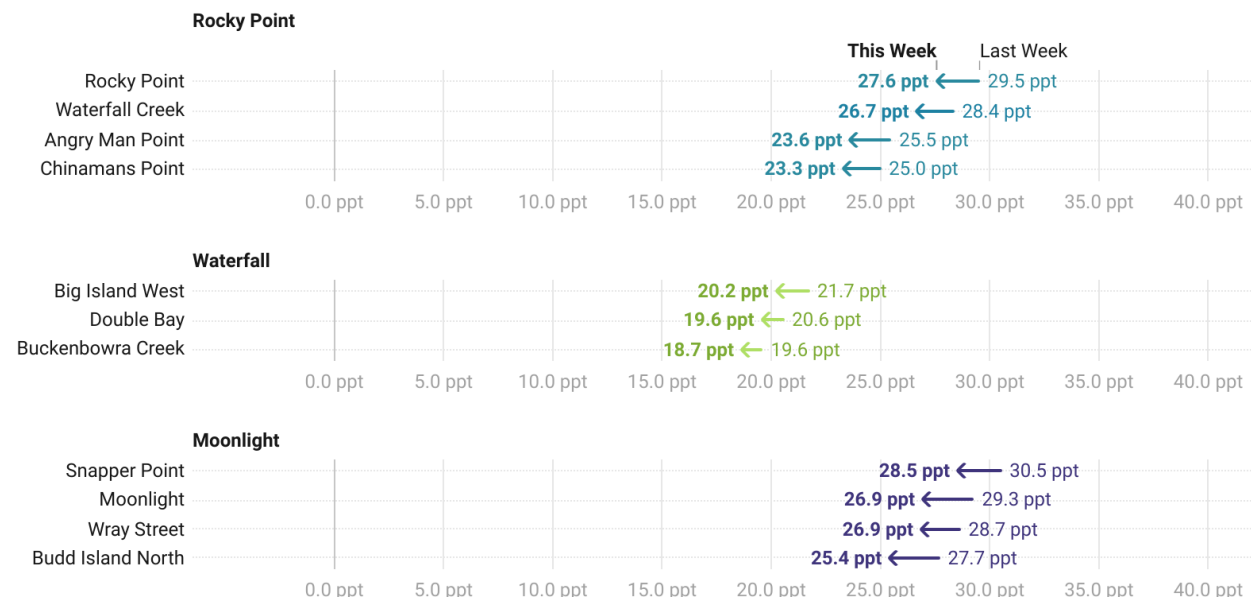 Rocky Point
This Week Last Week
Rocky Point 27.6 ppt 29.5 ppt
Waterfall Creek 26.7 ppt 28.4 ppt
Angry Man Point 23.6 ppt 25.5 ppt
Chinamans Point 23.3 ppt 25.0 ppt
0.0 ppt 5.0 ppt 10.0 ppt 15.0 ppt 20.0 ppt 25.0 ppt 30.0 ppt 35.0 ppt 40.0 ppt
Waterfall
Big Island West 20.2 ppt 21.7 ppt
Double Bay 19.6 ppt 20.6 ppt
Buckenbowra Creek 18.7 ppt 19.6 ppt
0.0 ppt 5.0 ppt 10.0 ppt 15.0 ppt 20.0 ppt 25.0 ppt 30.0 ppt 35.0 ppt 40.0 ppt
Moonlight
Snapper Point 28.5 ppt 30.5 ppt
Moonlight 26.9 ppt 29.3 ppt
Wray Street 26.9 ppt 28.7 ppt
Budd Island North 25.4 ppt 27.7 ppt
0.0 ppt 5.0 ppt 10.0 ppt 15.0 ppt 20.0 ppt 25.0 ppt 30.0 ppt 35.0 ppt 40.0 ppt